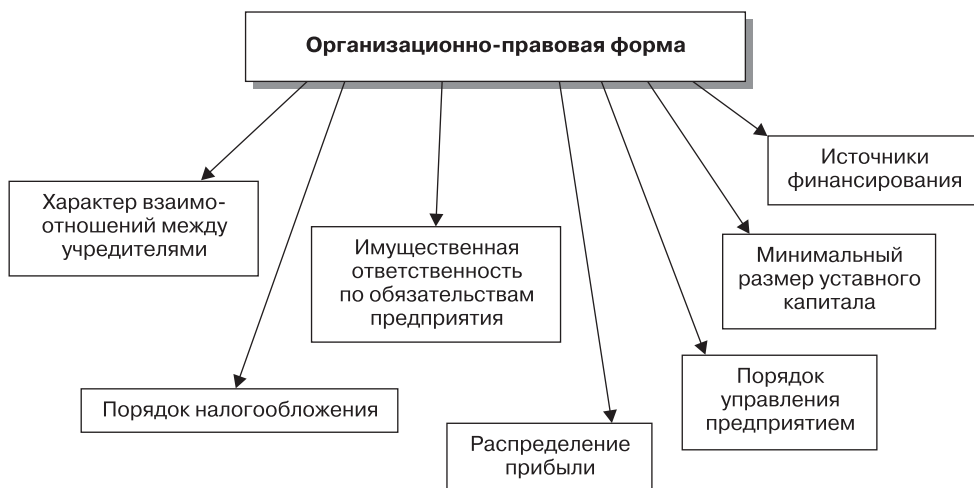 Организационно-правовая форма
Характер взаимо-
отношений между
учредителями
Порядок налогообложения
Имущественная
ответственность
по обязательствам
предприятия
Распределение
прибыли
Порядок
управления
предприятием
Минимальный
размер уставного
капитала
Источники
финансирования